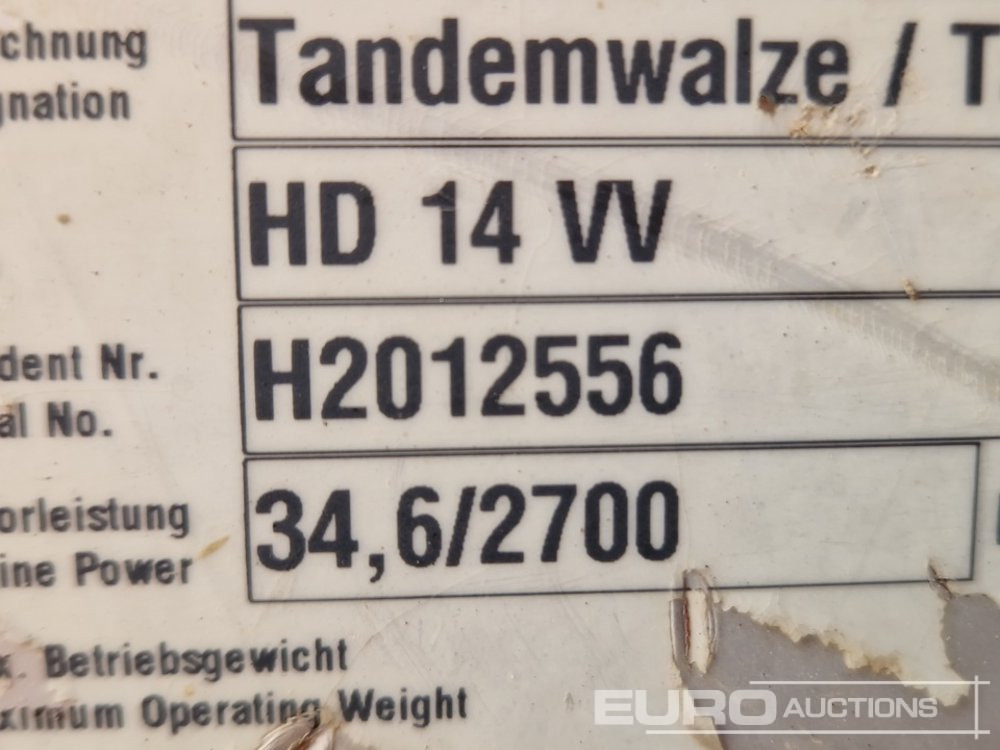 chnung Tandemwalze / T
gnation
HD 14 VV
dent Nr. H2012556
al No.
orleistung 34,6/2700
ine Power
x. Betriebsgewicht
ximum Operating Weight
EURO AUCTIONS